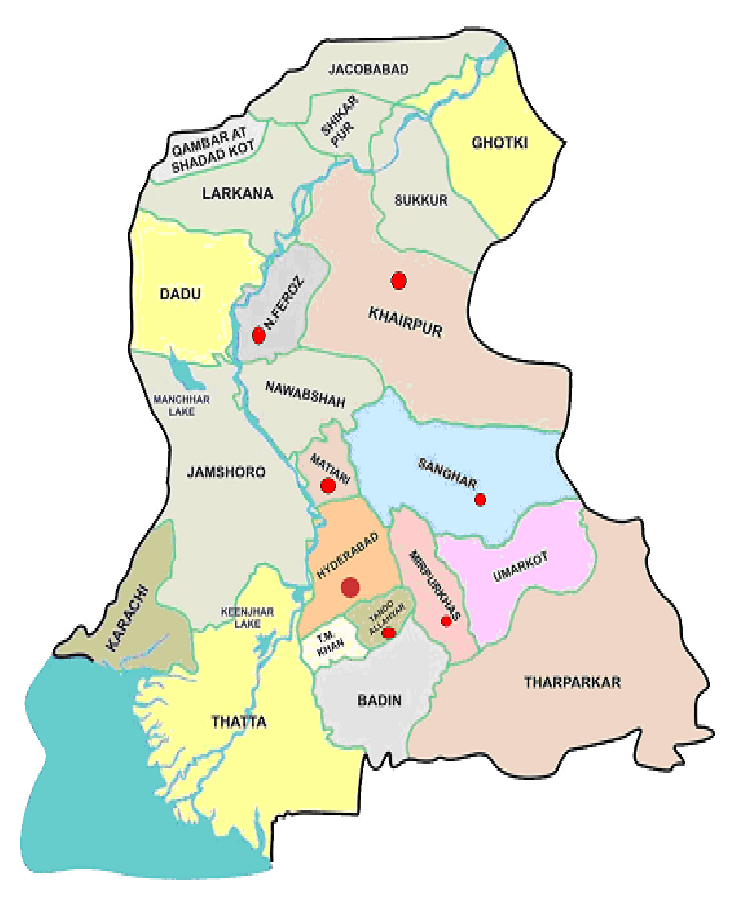 JACOBABAD
SHIKAR
PUR
GHOTKI
QAMBAR AT
SHADAD KOT
LARKANA
SUKKUR
DADU
N.FEROZ
KHAIRPUR
NAWABSHAH
MANCHHAR
LAKE
MATIARI
SANGHAR
JAMSHORO
HYDERABAD
MIRPURKHAS
UMARKOT
KARACHI
KEENJHAR
LAKE
TANDO
ALLAHYAR
T.M.
KHAN
THARPARKAR
BADIN
THATTA